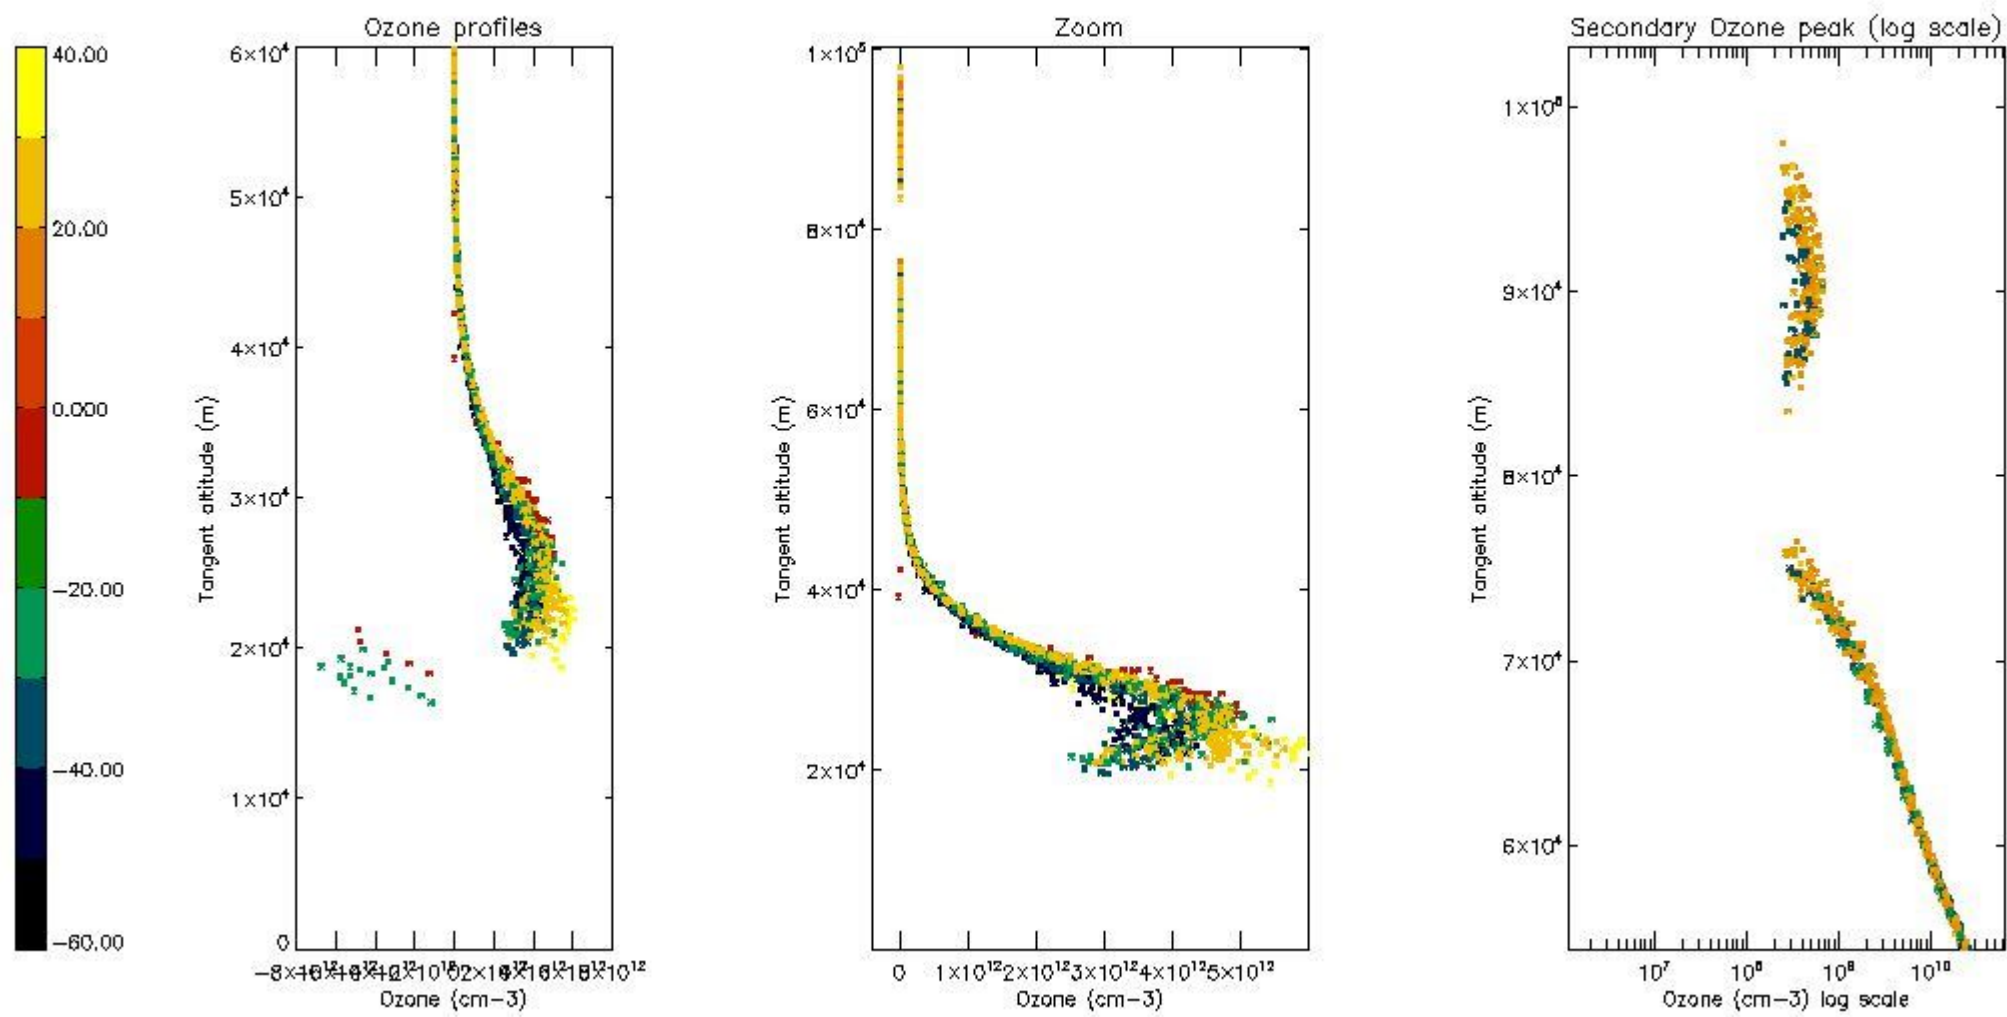 Ozone profiles
Zoom
Secondary Ozone peak (log scale)
40.00
20.00
0.000
−20.00
−40.00
−60.00
6×10⁴
5×10⁴
4×10⁴
3×10⁴
2×10⁴
1×10⁴
0
Tangent altitude (m)
Ozone (cm−3)
1×10⁵
8×10⁴
6×10⁴
4×10⁴
2×10⁴
Tangent altitude (m)
0 1×10¹² 2×10¹² 3×10¹² 4×10¹² 5×10¹²
Ozone (cm−3)
9×10⁴
8×10⁴
7×10⁴
6×10⁴
Tangent altitude (m)
10⁷ 10⁸ 10⁹ 10¹⁰
Ozone (cm−3) log scale